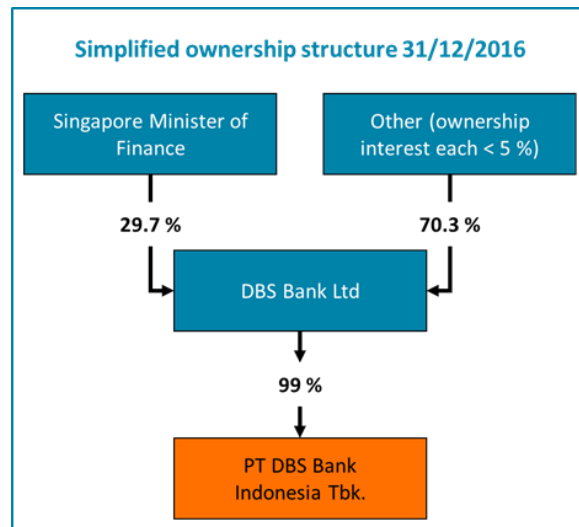 Simplified ownership structure 31/12/2016
Singapore Minister of
Finance
Other (ownership
interest each < 5 %)
29.7 %
70.3 %
DBS Bank Ltd
99 %
PT DBS Bank
Indonesia Tbk.